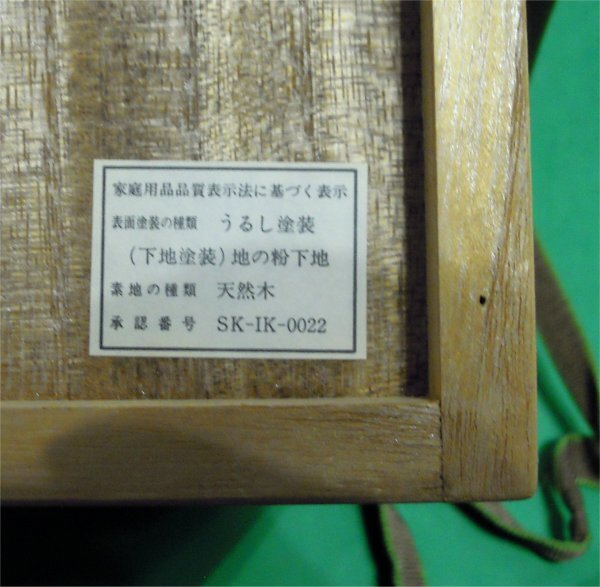 家庭用品品質表示法に基づく表示
表面塗装の種類 うるし塗装
(下地塗装)地の粉下地
素地の種類 天然木
承認番号 SK-IK-0022